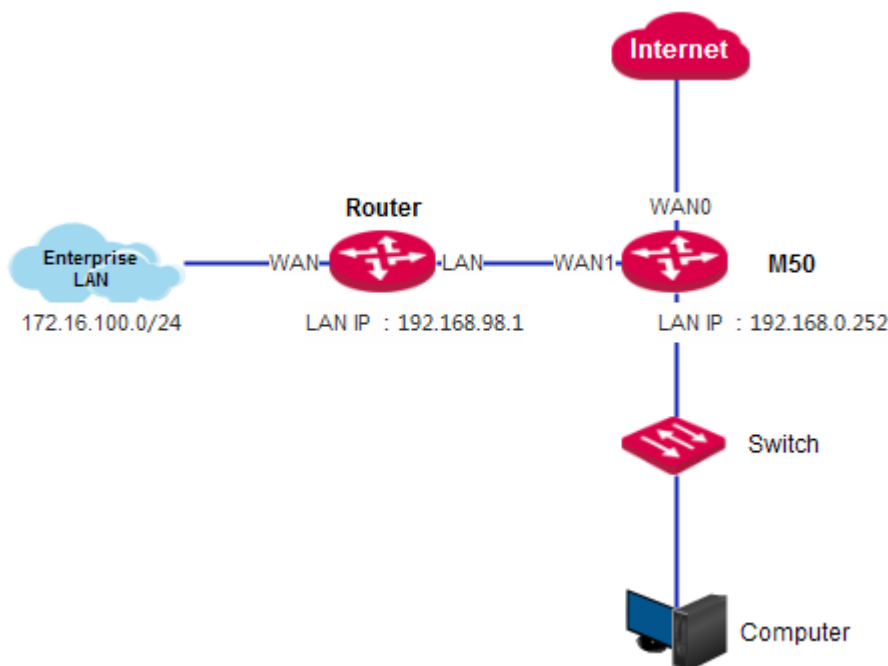 Internet
WAN0
Router
Enterprise
LAN
WAN
LAN
WAN1
M50
172.16.100.0/24
LAN IP : 192.168.98.1
LAN IP : 192.168.0.252
Switch
Computer